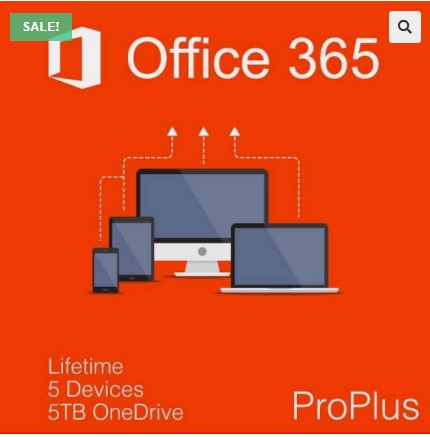 SALE!
Office 365
Lifetime
5 Devices
5TB OneDrive
ProPlus